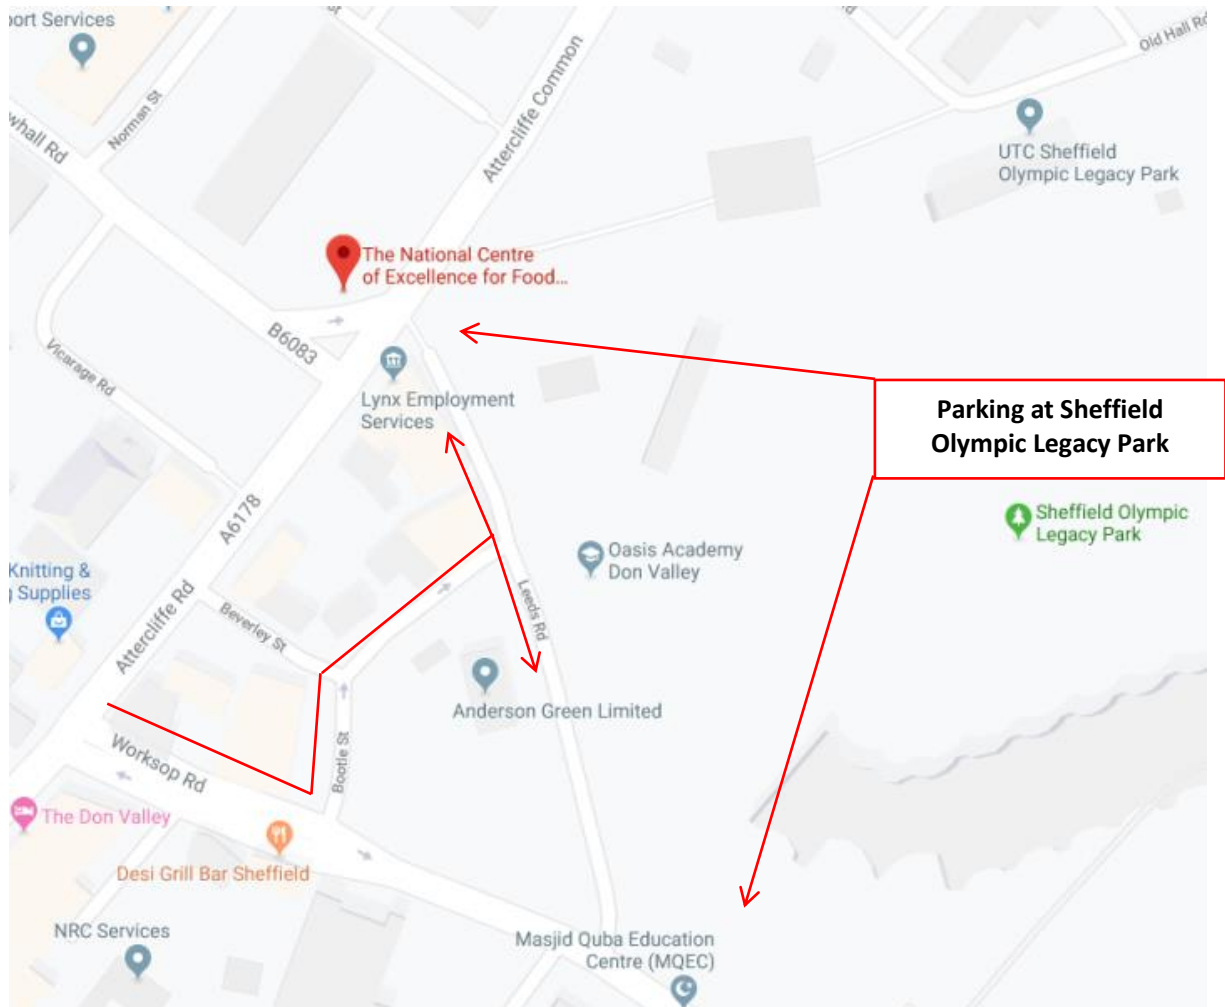 ort Services
Norman St
whall Rd
Attercliffe Common
Old Hall Rd
UTC Sheffield
Olympic Legacy Park
The National Centre
of Excellence for Food...
B6083
Vicarage Rd
Lynx Employment
Services
Parking at Sheffield
Olympic Legacy Park
A6178
Sheffield Olympic
Legacy Park
Oasis Academy
Don Valley
Knitting &
Supplies
Leeds Rd
Beverley St
Attercliffe Rd
Anderson Green Limited
Worksop Rd
Bootle St
The Don Valley
Desi Grill Bar Sheffield
NRC Services
Masjid Quba Education
Centre (MQEC)